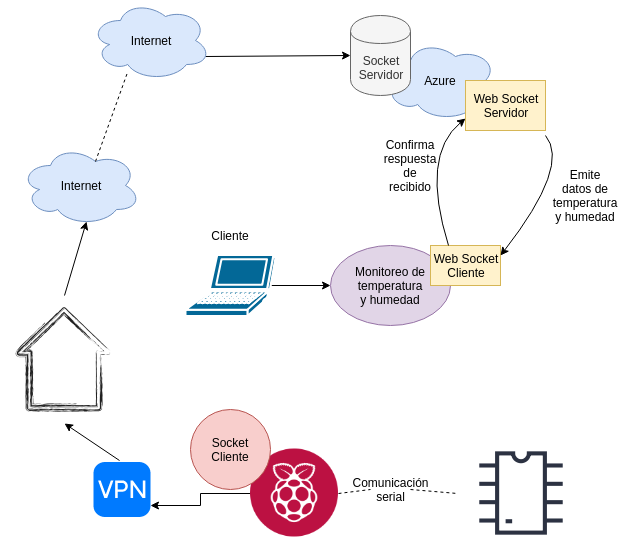 Internet
Socket
Servidor
Azure
Web Socket
Servidor
Confirma
respuesta
de
recibido
Emite
datos de
temperatura
y humedad
Internet
Cliente
Web Socket
Cliente
Monitoreo de
temperatura
y humedad
Socket
Cliente
VPN
Comunicación
serial